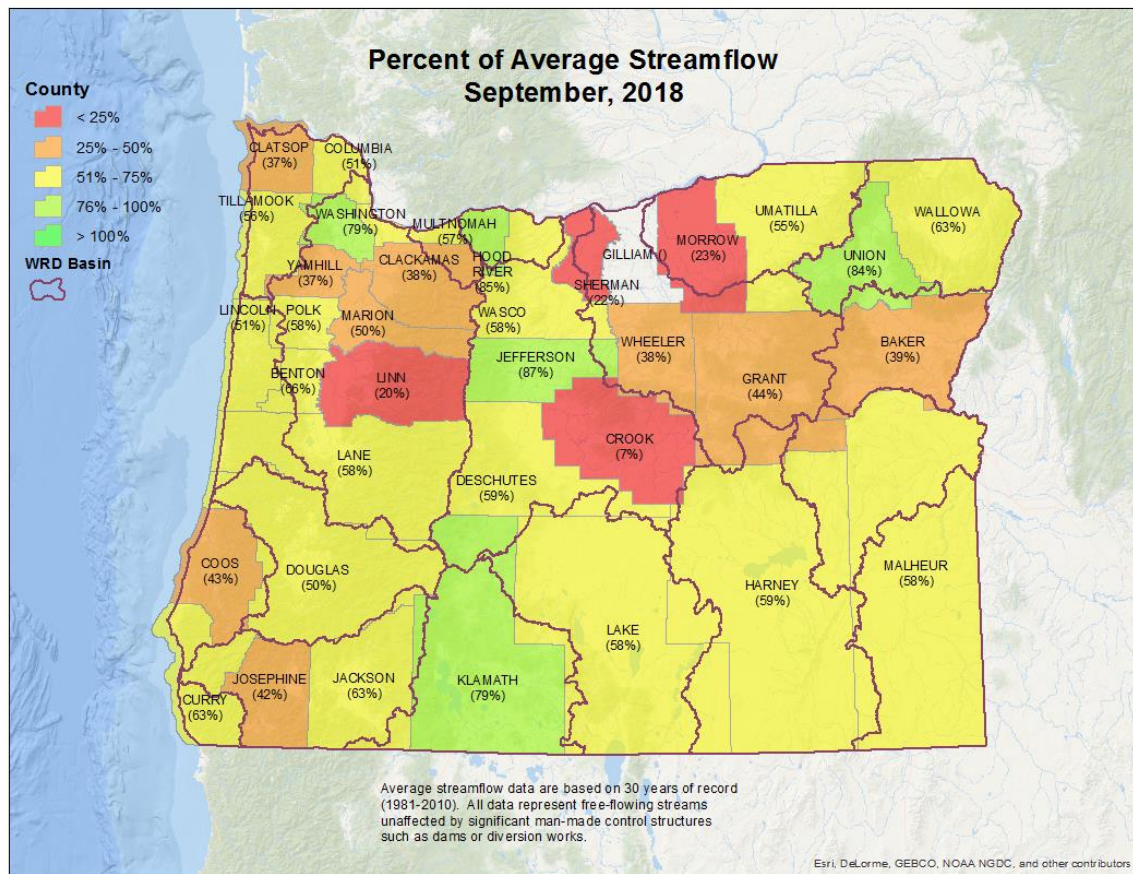 Percent of Average Streamflow
September, 2018
County
< 25%
25% - 50%
51% - 75%
76% - 100%
> 100%
WRD Basin
CLATSOP
(37%)
COLUMBIA
(51%)
TILLAMOOK
(56%)
WASHINGTON
(79%)
MULTNOMAH
(57%)
HOOD
RIVER
(85%)
YAMHILL
(37%)
CLACKAMAS
(38%)
SHERMAN
(22%)
GILLIAM ()
MORROW
(23%)
UMATILLA
(55%)
UNION
(84%)
WALLOWA
(63%)
LINCOLN
(51%)
POLK
(58%)
MARION
(50%)
WASCO
(58%)
JEFFERSON
(87%)
WHEELER
(38%)
GRANT
(44%)
BAKER
(39%)
BENTON
(66%)
LINN
(20%)
CROOK
(7%)
LANE
(58%)
DESCHUTES
(59%)
COOS
(43%)
DOUGLAS
(50%)
HARNEY
(59%)
MALHEUR
(58%)
LAKE
(58%)
CURRY
(63%)
JOSEPHINE
(42%)
JACKSON
(63%)
KLAMATH
(79%)
Average streamflow data are based on 30 years of record
(1981-2010). All data represent free-flowing streams
unaffected by significant man-made control structures
such as dams or diversion works.
Esri, DeLorme, GEBCO, NOAA NGDC, and other contributors